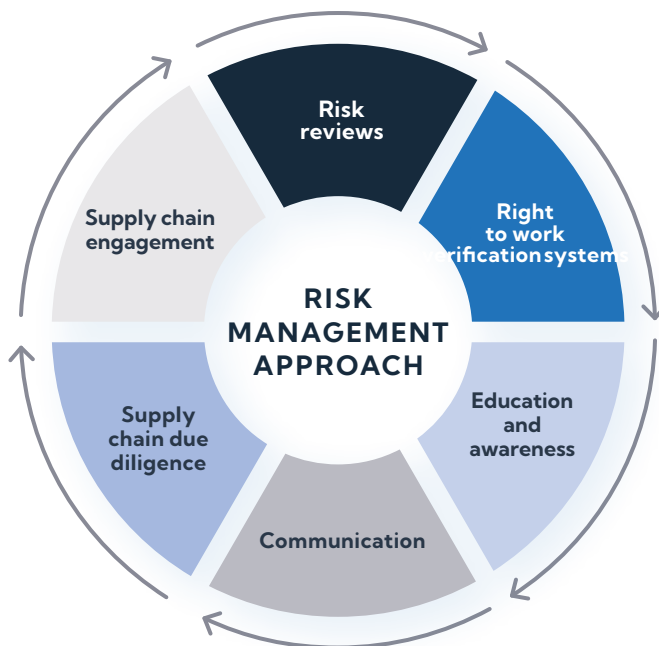 Risk
reviews
Right
to work
verification systems
Supply chain
engagement
RISK
MANAGEMENT
APPROACH
Education
and
awareness
Supply
chain due
diligence
Communication